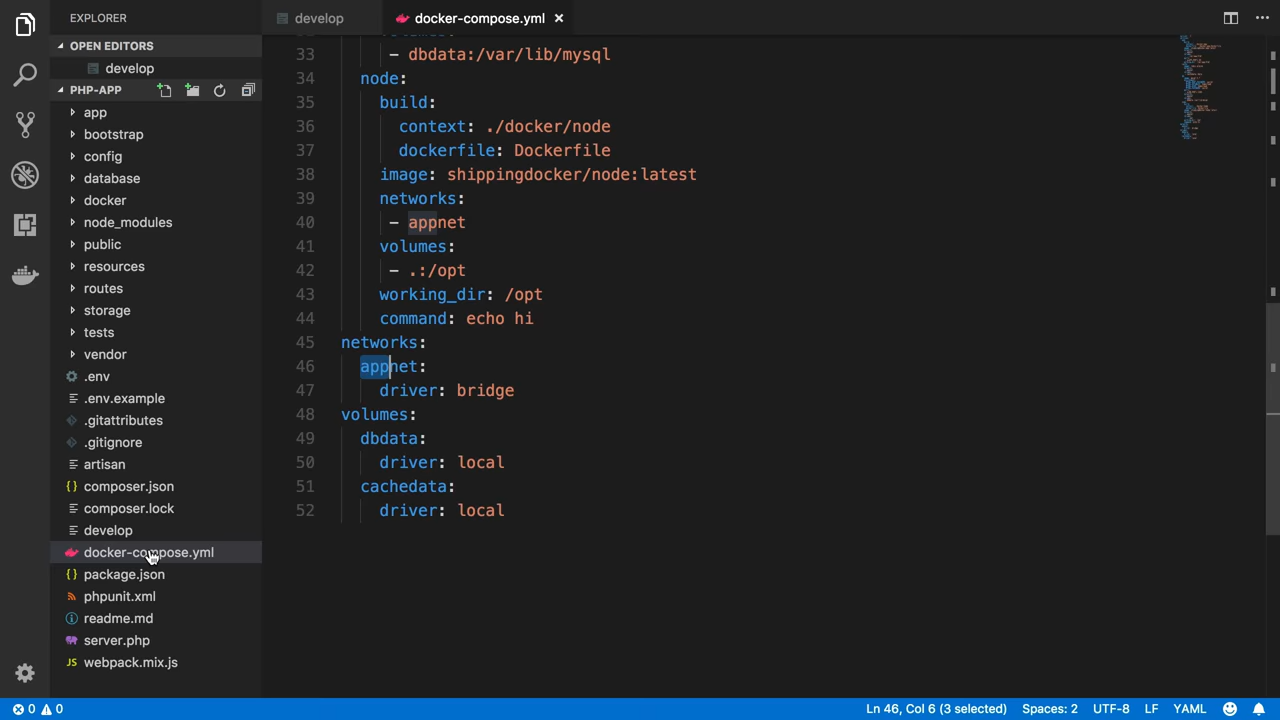 EXPLORER
OPEN EDITORS
develop
PHP-APP
app
bootstrap
config
database
docker
node_modules
public
resources
routes
storage
tests
vendor
.env
.env.example
.gitattributes
.gitignore
artisan
composer.json
composer.lock
develop
docker-compose.yml
package.json
phpunit.xml
readme.md
server.php
JS webpack.mix.js
develop
docker-compose.yml
33 - dbdata:/var/lib/mysql
34 node:
35 build:
36 context: ./docker/node
37 dockerfile: Dockerfile
38 image: shippingdocker/node:latest
39 networks:
40 - appnet
41 volumes:
42 - .:/opt
43 working_dir: /opt
44 command: echo hi
45 networks:
46 appnet:
47 driver: bridge
48 volumes:
49 dbdata:
50 driver: local
51 cachedata:
52 driver: local
0 0 Ln 46, Col 6 (3 selected) Spaces: 2 UTF-8 LF YAML